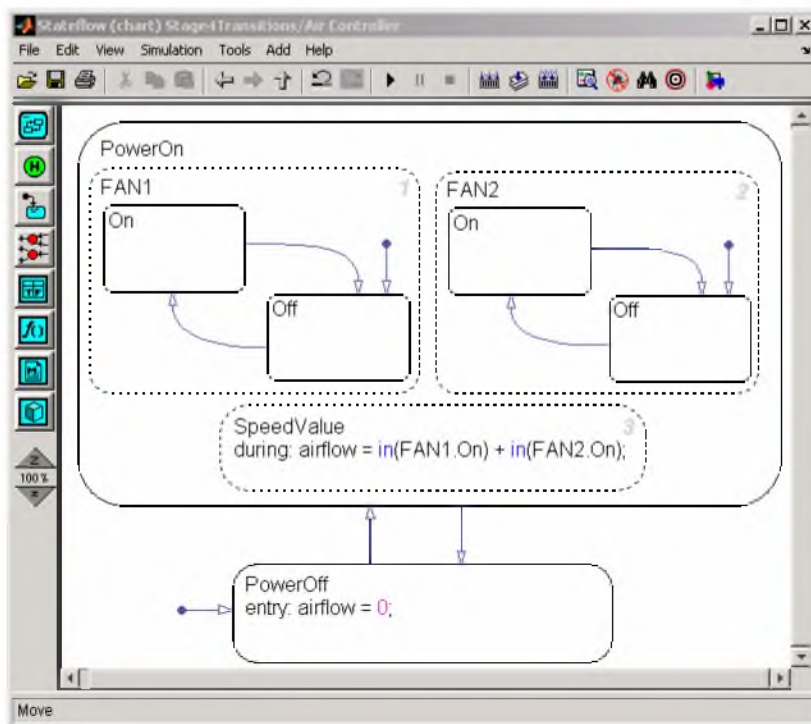 Stateflow (chart) Stage4Transitions/Air Controller
File Edit View Simulation Tools Add Help
PowerOn
FAN1
1
On
Off
FAN2
2
On
Off
SpeedValue
3
during: airflow = in(FAN1.On) + in(FAN2.On);
100 %
PowerOff
entry: airflow = 0;
Move